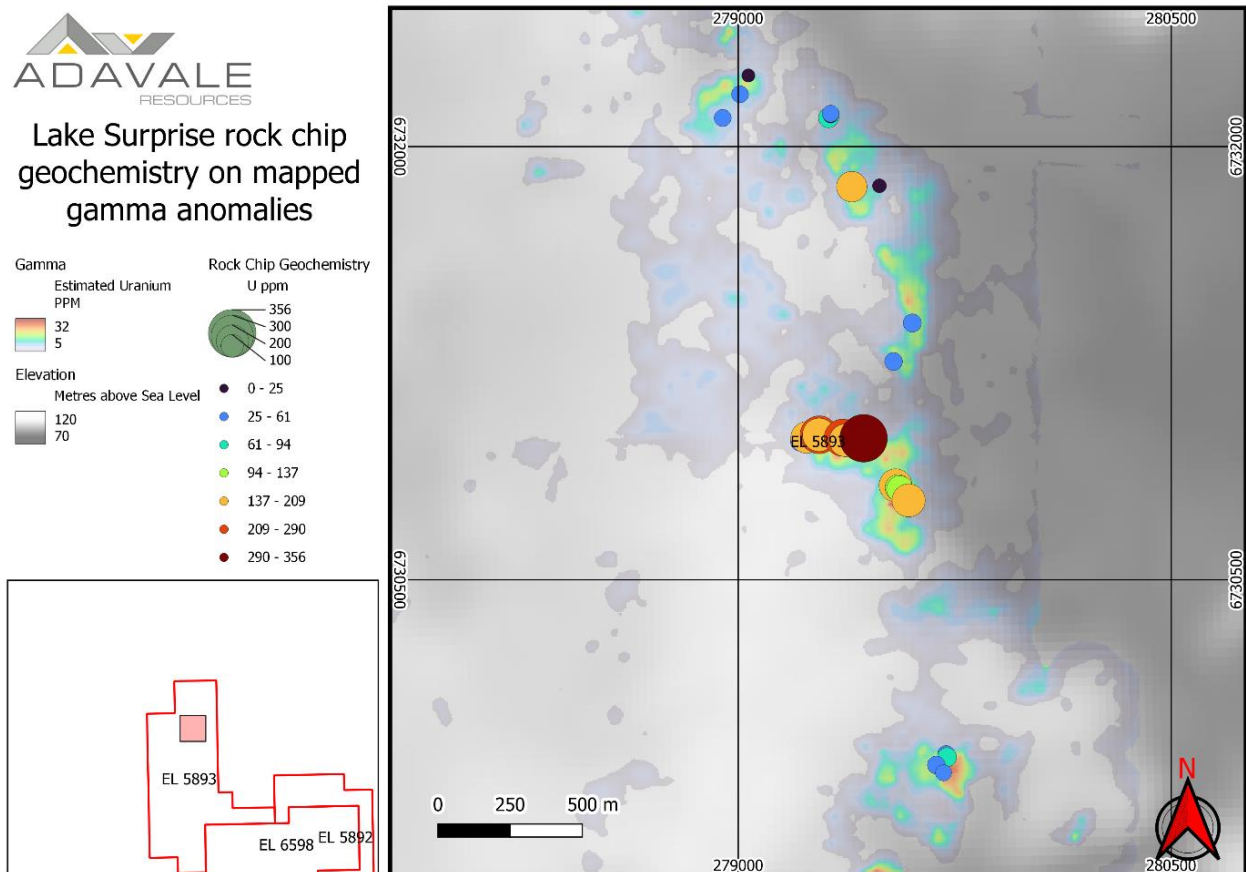 ADAVALE
RESOURCES
Lake Surprise rock chip
geochemistry on mapped
gamma anomalies
Gamma
Estimated Uranium
PPM
32
5
Elevation
Metres above Sea Level
120
70
Rock Chip Geochemistry
U ppm
356
300
200
100
0 - 25
25 - 61
61 - 94
94 - 137
137 - 209
209 - 290
290 - 356
EL 5893
EL 6598
EL 5892
279000
280500
6732000
6732000
EL 5893
6730500
6730500
0 250 500 m
N
279000
280500